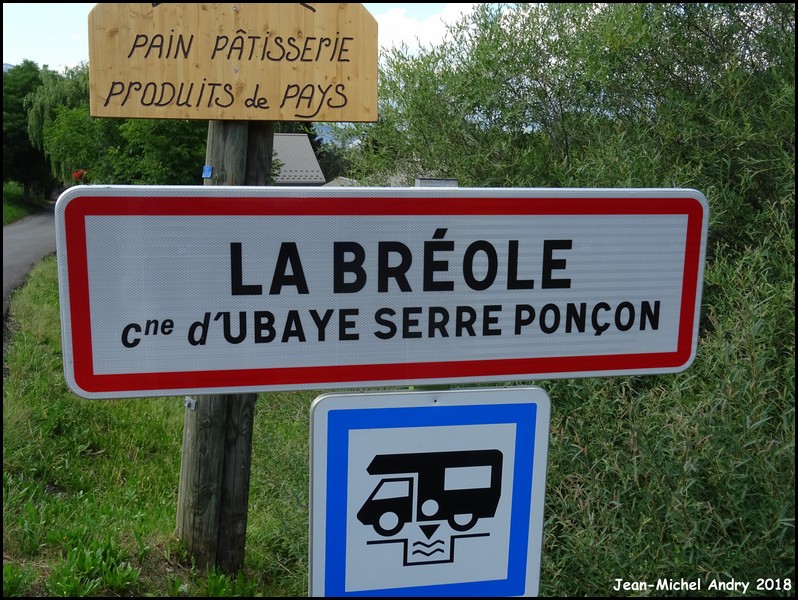 PAIN PÂTISSERIE
PRODUITS de PAYS
LA BRÉOLE
cne d'UBAYE SERRE PONÇON
Jean-Michel Andry 2018